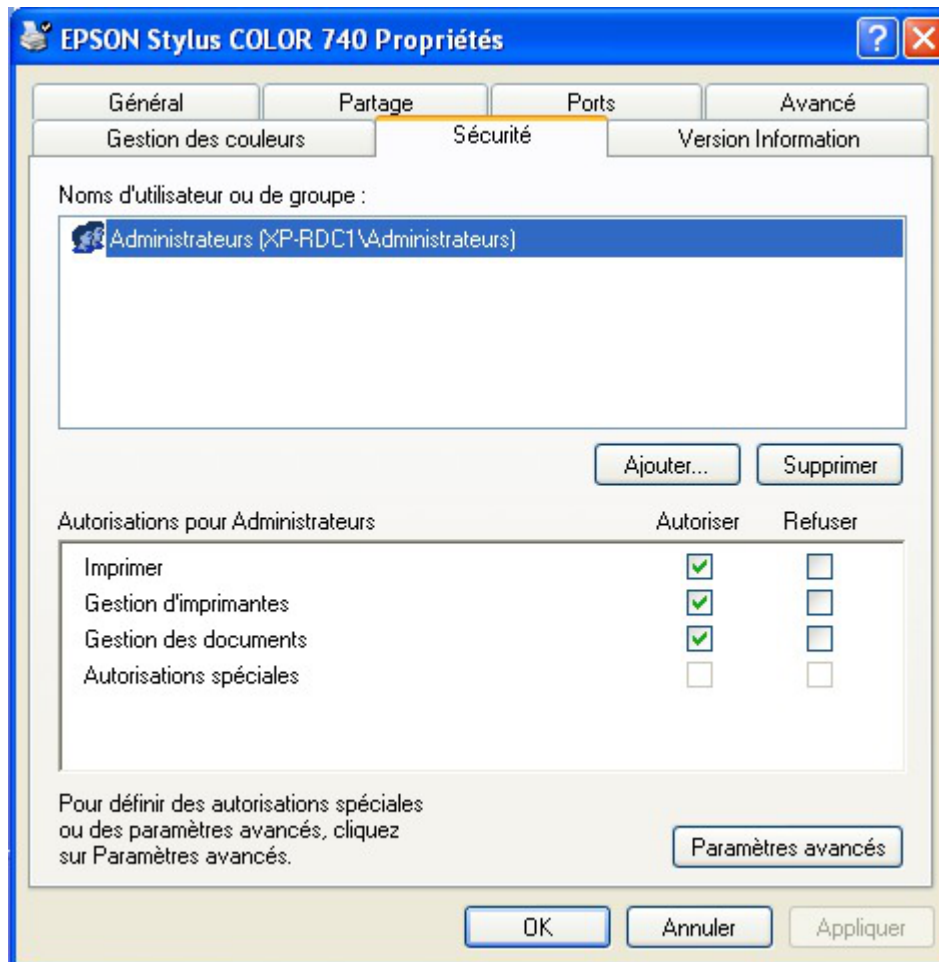 EPSON Stylus COLOR 740 Propriétés
Général Partage Ports Avancé
Gestion des couleurs Sécurité Version Information
Noms d'utilisateur ou de groupe :
Administrateurs (XP-RDC1\Administrateurs)
Ajouter... Supprimer
Autorisations pour Administrateurs Autoriser Refuser
Imprimer
Gestion d'imprimantes
Gestion des documents
Autorisations spéciales
Pour définir des autorisations spéciales
ou des paramètres avancés, cliquez
sur Paramètres avancés.
Paramètres avancés
OK Annuler Appliquer